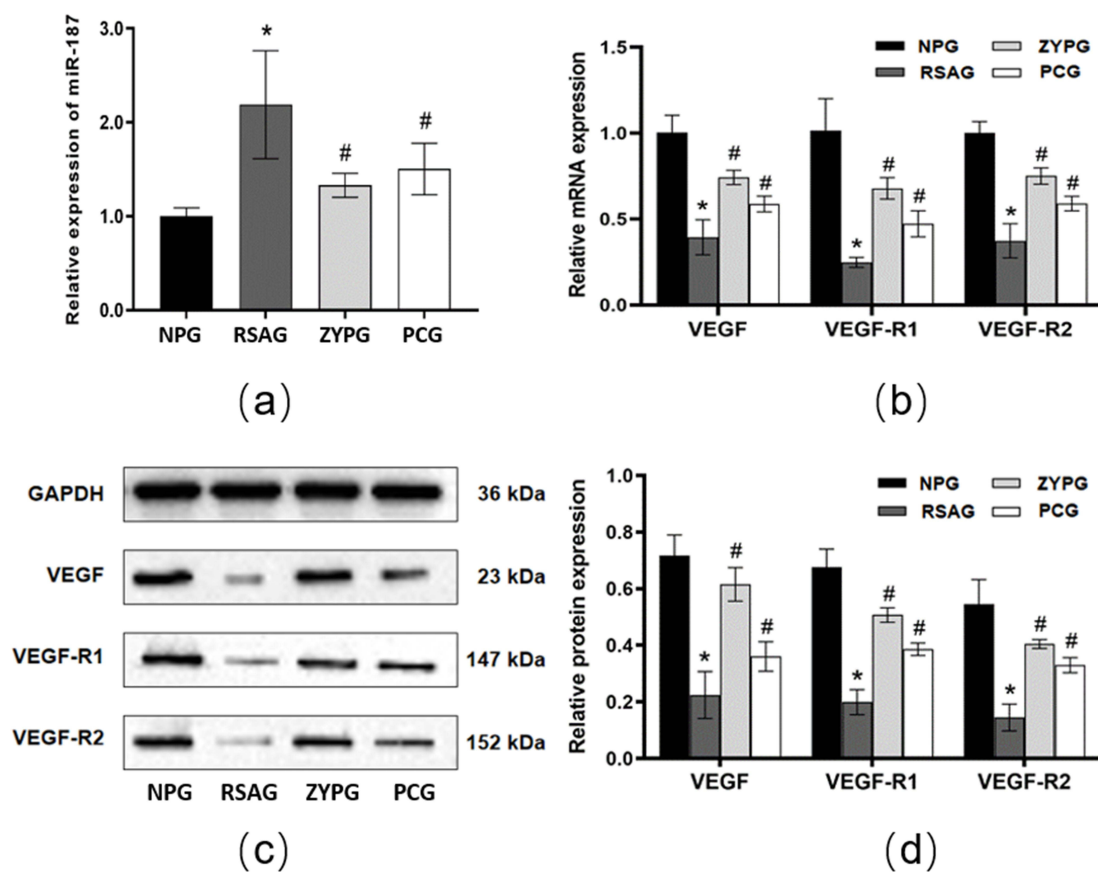 Relative expression of miR-187
3.0
2.0
1.0
0.0
*
#
#
NPG RSAG ZYPG PCG
(a)
Relative mRNA expression
1.5
1.0
0.5
0.0
NPG ZYPG
RSAG PCG
* # #
* # #
* # #
VEGF VEGF-R1 VEGF-R2
(b)
GAPDH 36 kDa
VEGF 23 kDa
VEGF-R1 147 kDa
VEGF-R2 152 kDa
NPG RSAG ZYPG PCG
(c)
Relative protein expression
1.0
0.8
0.6
0.4
0.2
0.0
NPG ZYPG
RSAG PCG
* # #
* # #
* # #
VEGF VEGF-R1 VEGF-R2
(d)